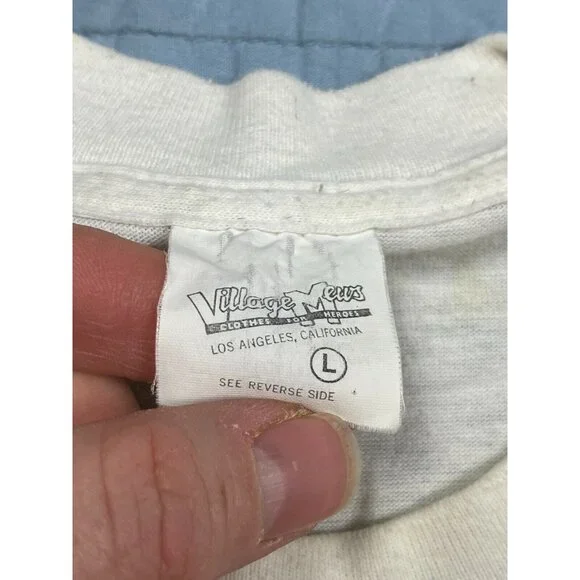 Village Mews
CLOTHES FOR HEROES
LOS ANGELES, CALIFORNIA
L
SEE REVERSE SIDE